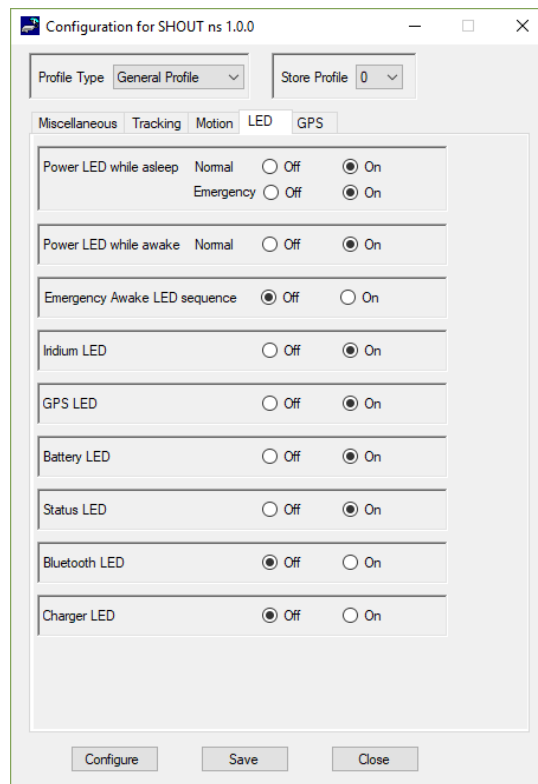 Configuration for SHOUT ns 1.0.0
Profile Type General Profile Store Profile 0
Miscellaneous Tracking Motion LED GPS
Power LED while asleep Normal Off On
Emergency Off On
Power LED while awake Normal Off On
Emergency Awake LED sequence Off On
Iridium LED Off On
GPS LED Off On
Battery LED Off On
Status LED Off On
Bluetooth LED Off On
Charger LED Off On
Configure Save Close